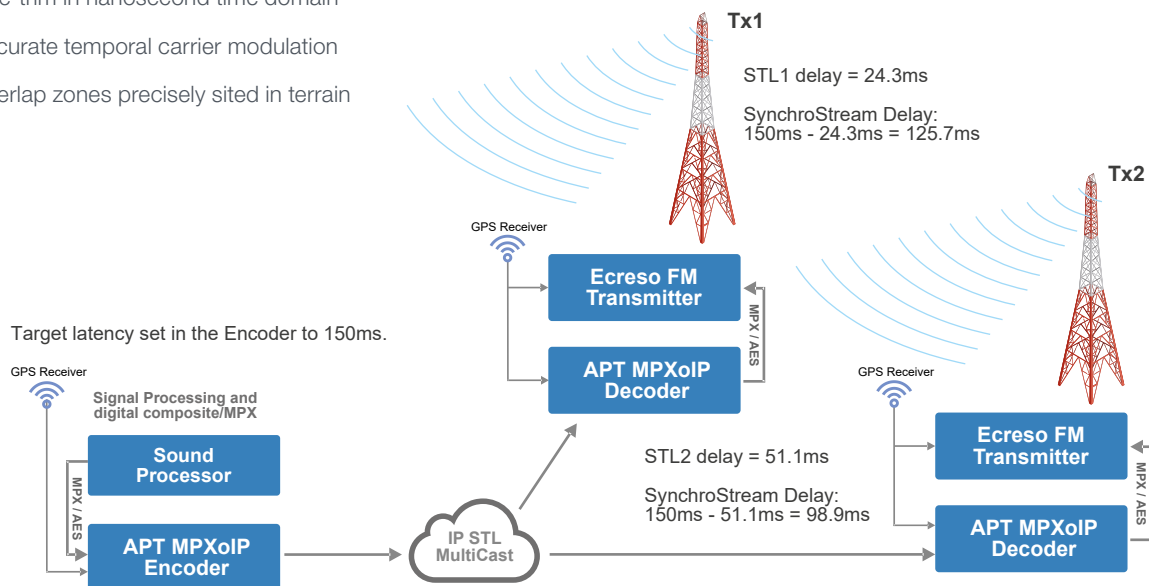 curate temporal carrier modulation
erlap zones precisely sited in terrain
Tx1
STL1 delay = 24.3ms
SynchroStream Delay:
150ms - 24.3ms = 125.7ms
Tx2
GPS Receiver
Ecreso FM
Transmitter
MPX / AES
APT MPXoIP
Decoder
Target latency set in the Encoder to 150ms.
GPS Receiver
Signal Processing and
digital composite/MPX
Sound
Processor
MPX / AES
APT MPXoIP
Encoder
IP STL
MultiCast
STL2 delay = 51.1ms
SynchroStream Delay:
150ms - 51.1ms = 98.9ms
GPS Receiver
Ecreso FM
Transmitter
MPX / AES
APT MPXoIP
Decoder